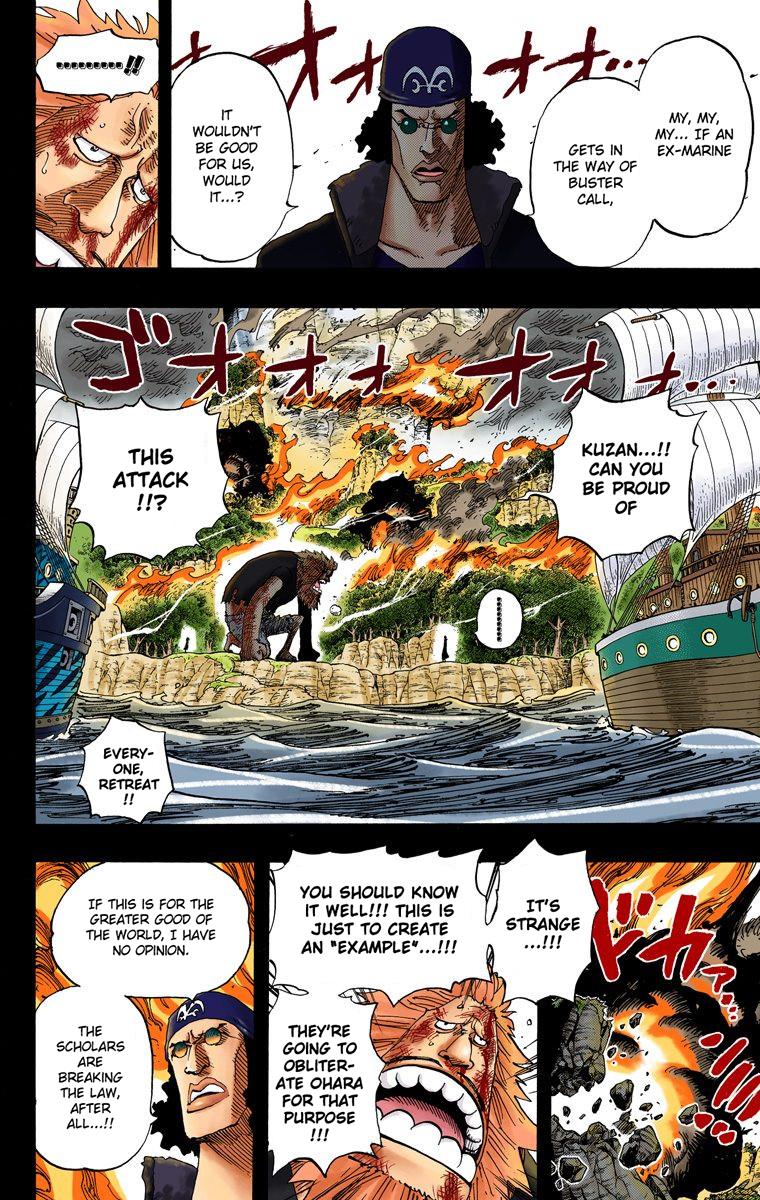 オオオオ...
MY, MY,
MY... IF AN
EX-MARINE
GETS IN
THE WAY OF
BUSTER
CALL,
IT
WOULDN'T
BE GOOD
FOR US,
WOULD
IT...?
..........!!
ゴオオオオオ...
KUZAN...!!
CAN YOU
BE PROUD
OF
THIS
ATTACK
!!?
..........
EVERY-
ONE,
RETREAT
!!
ドカァ...ン
IT'S
STRANGE
...!!!
YOU SHOULD KNOW
IT WELL!!! THIS IS
JUST TO CREATE
AN "EXAMPLE"...!!!
THEY'RE
GOING TO
OBLITER-
ATE OHARA
FOR THAT
PURPOSE
!!!
IF THIS IS FOR THE
GREATER GOOD OF
THE WORLD, I HAVE
NO OPINION.
THE
SCHOLARS
ARE
BREAKING
THE LAW,
AFTER
ALL...!!